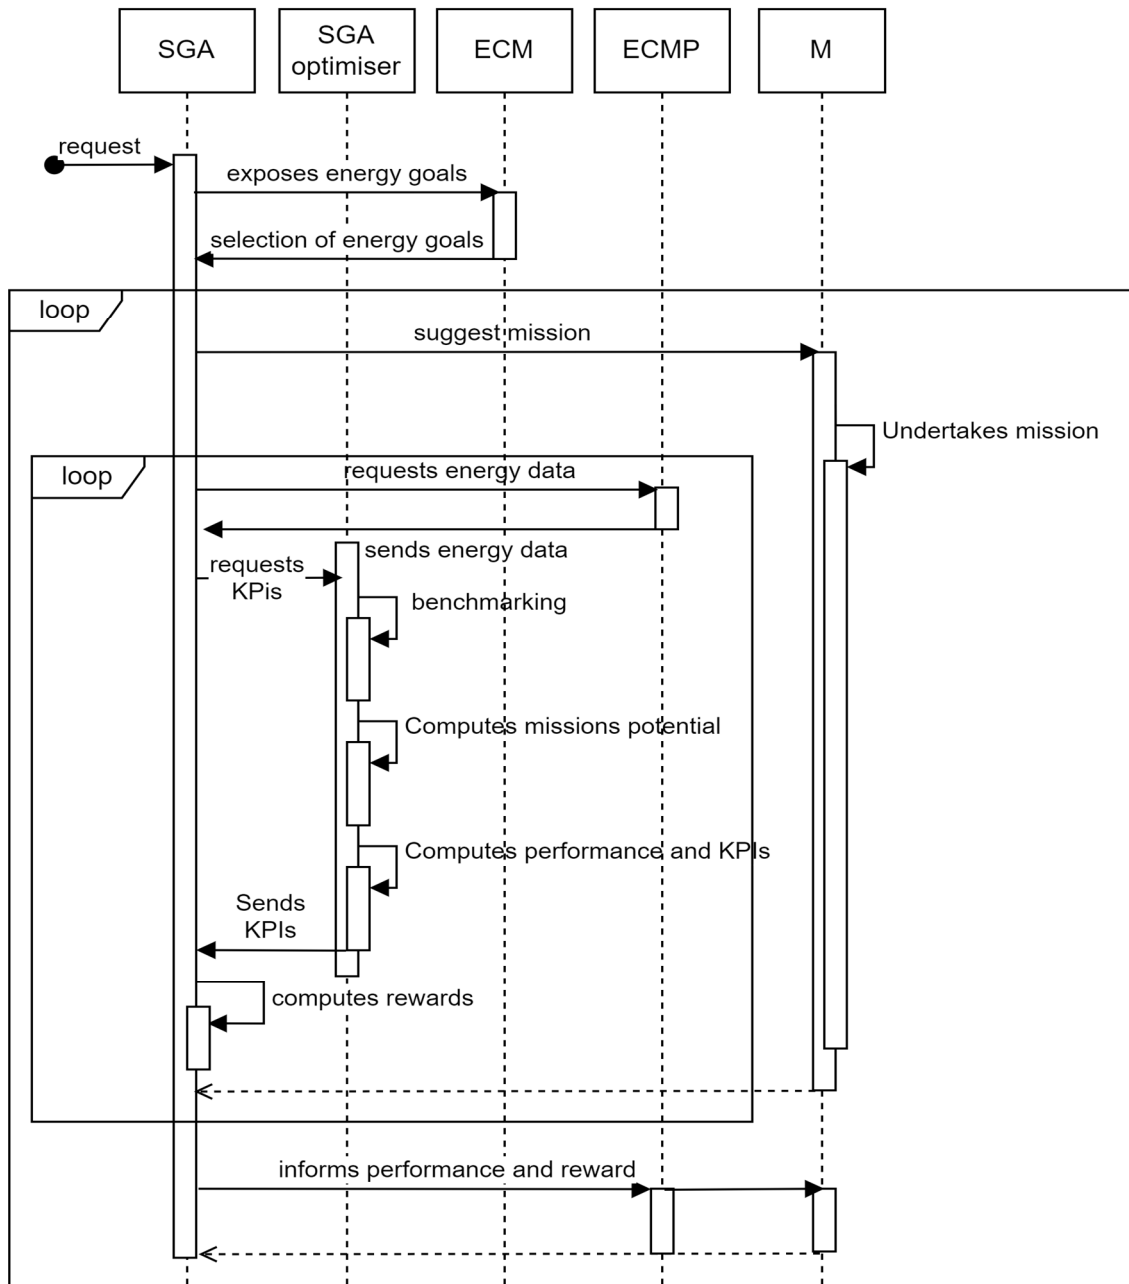 SGA
SGA
optimiser
ECM
ECMP
M
request
exposes energy goals
selection of energy goals
loop
suggest mission
Undertakes mission
loop
requests energy data
sends energy data
requests
KPis
benchmarking
Computes missions potential
Computes performance and KPIs
Sends
KPIs
computes rewards
informs performance and reward